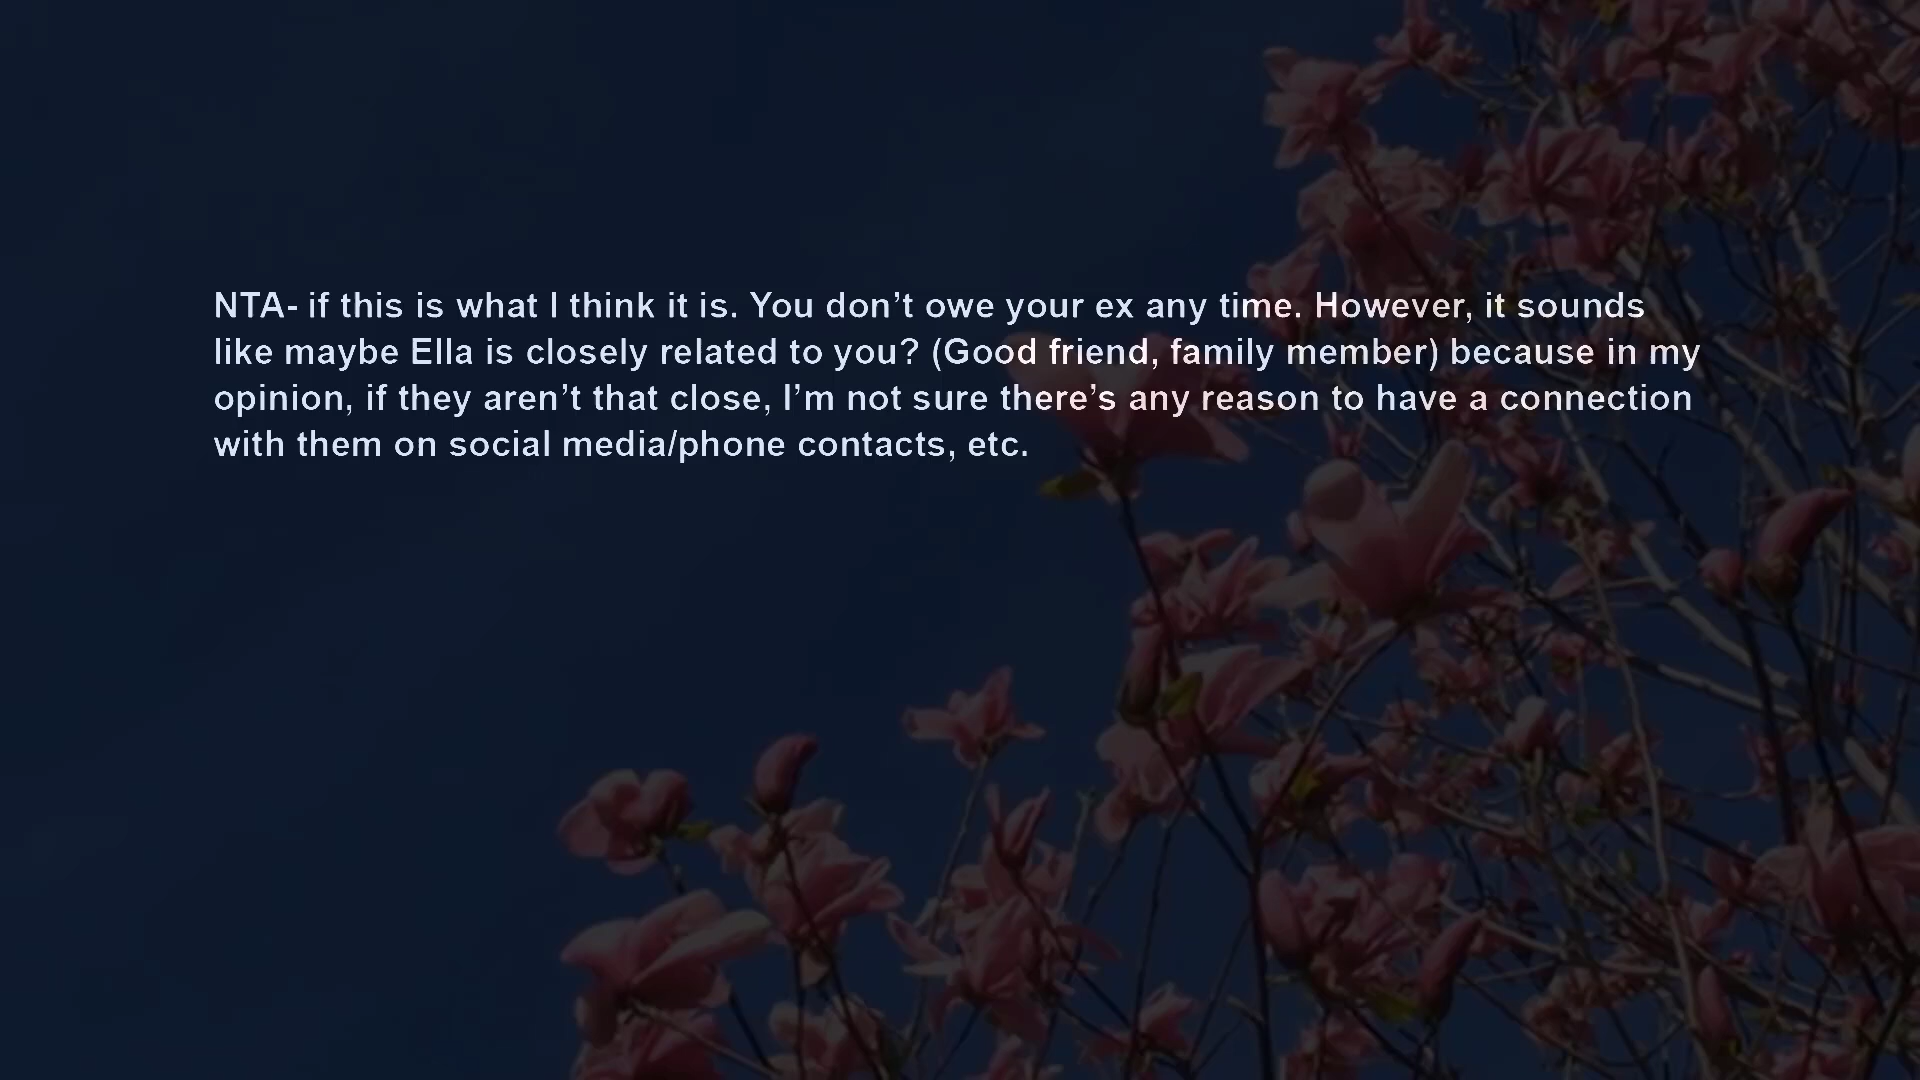 NTA- if this is what I think it is. You don’t owe your ex any time. However, it sounds
like maybe Ella is closely related to you? (Good friend, family member) because in my
opinion, if they aren’t that close, I’m not sure there’s any reason to have a connection
with them on social media/phone contacts, etc.